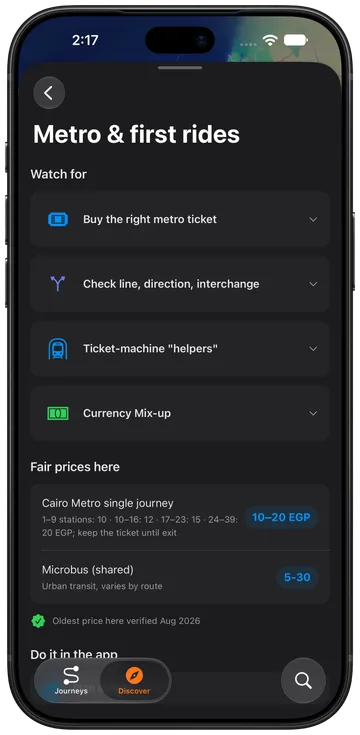 2:17
Metro & first rides
Watch for
Buy the right metro ticket
Check line, direction, interchange
Ticket-machine "helpers"
Currency Mix-up
Fair prices here
Cairo Metro single journey
1–9 stations: 10 · 10–16: 12 · 17–23: 15 · 24–39:
20 EGP; keep the ticket until exit
10–20 EGP
Microbus (shared)
Urban transit, varies by route
5-30
Oldest price here verified Aug 2026
Do it in the app
Journeys
Discover